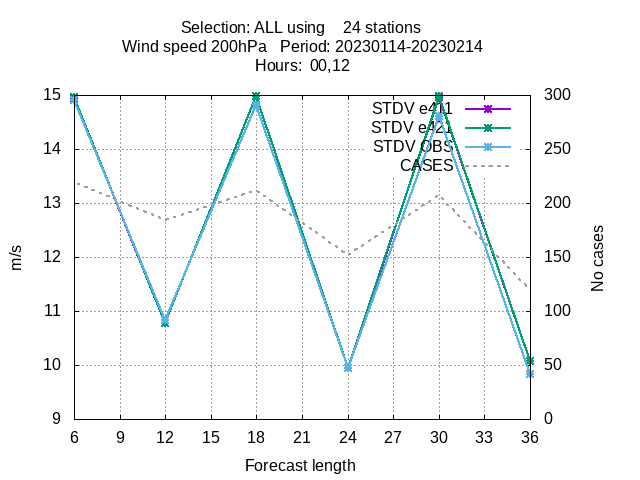 Selection: ALL using    24 stations
Wind speed 200hPa   Period: 20230114-20230214
Hours:  00,12
STDV e411
STDV e421
STDV OBS
CASES
15
14
13
12
11
10
9
m/s
300
250
200
150
100
50
0
No cases
6 9 12 15 18 21 24 27 30 33 36
Forecast length